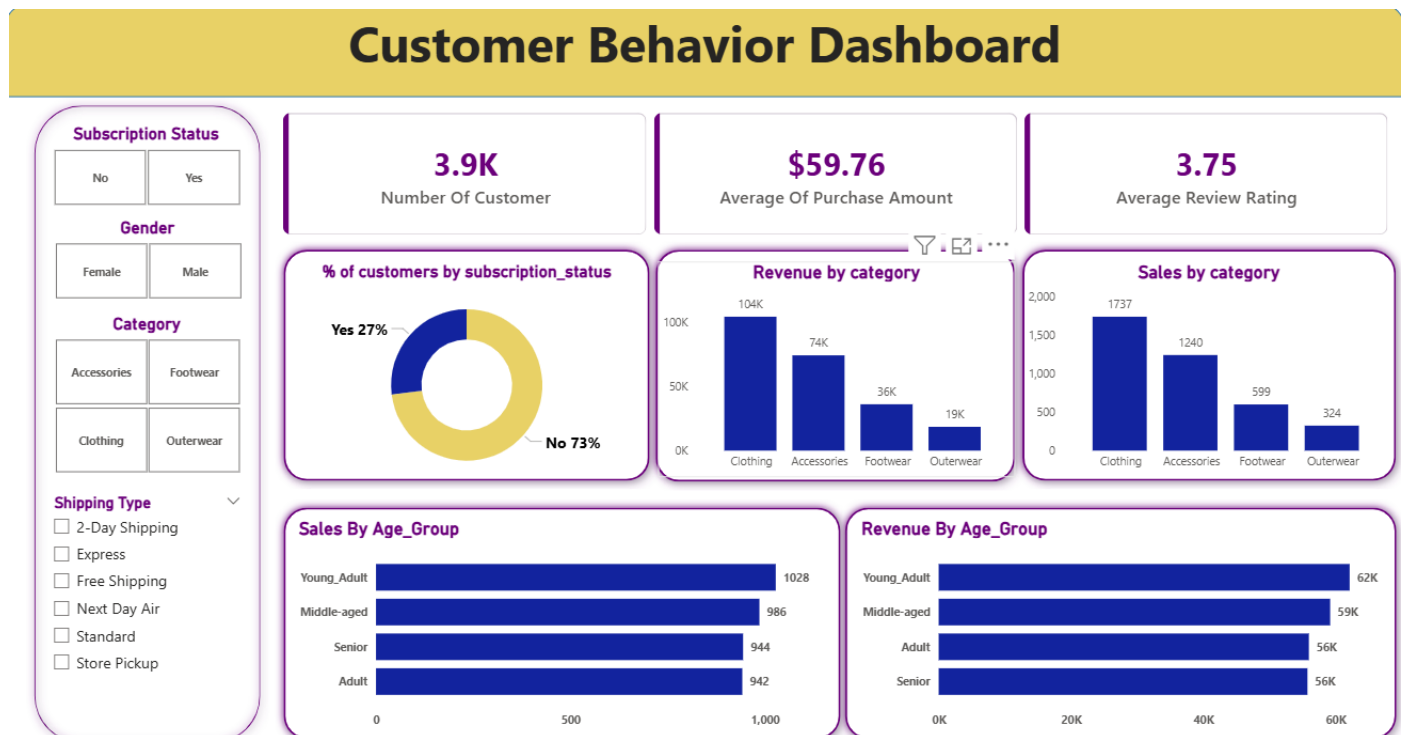 Customer Behavior Dashboard
Subscription Status
No
Yes
Gender
Female
Male
Category
Accessories
Footwear
Clothing
Outerwear
Shipping Type
2-Day Shipping
Express
Free Shipping
Next Day Air
Standard
Store Pickup
3.9K
Number Of Customer
$59.76
Average Of Purchase Amount
3.75
Average Review Rating
% of customers by subscription_status
Yes 27%
No 73%
Revenue by category
100K
50K
0K
104K
74K
36K
19K
Clothing
Accessories
Footwear
Outerwear
Sales by category
2,000
1,500
1,000
500
0
1737
1240
599
324
Clothing
Accessories
Footwear
Outerwear
Sales By Age_Group
Young_Adult 1028
Middle-aged 986
Senior 944
Adult 942
0 500 1,000
Revenue By Age_Group
Young_Adult 62K
Middle-aged 59K
Adult 56K
Senior 56K
0K 20K 40K 60K